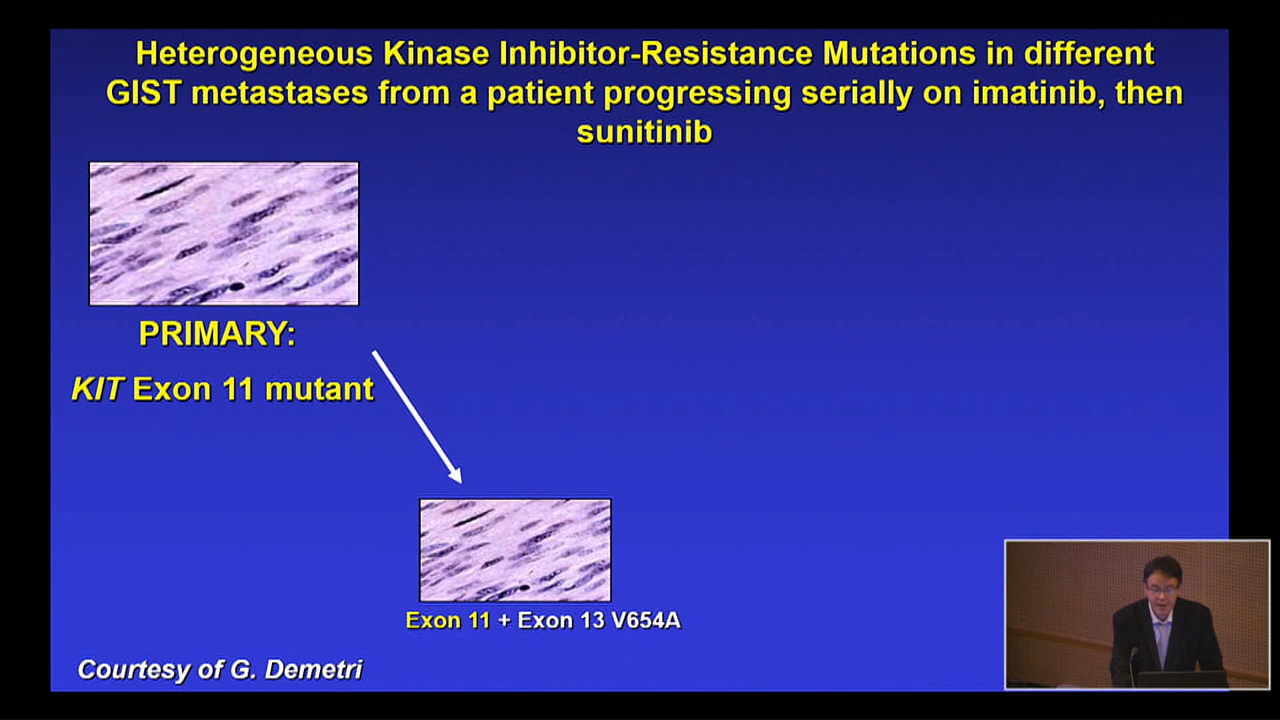 Heterogeneous Kinase Inhibitor-Resistance Mutations in different
GIST metastases from a patient progressing serially on imatinib, then
sunitinib
PRIMARY:
KIT Exon 11 mutant
Exon 11 + Exon 13 V654A
Courtesy of G. Demetri